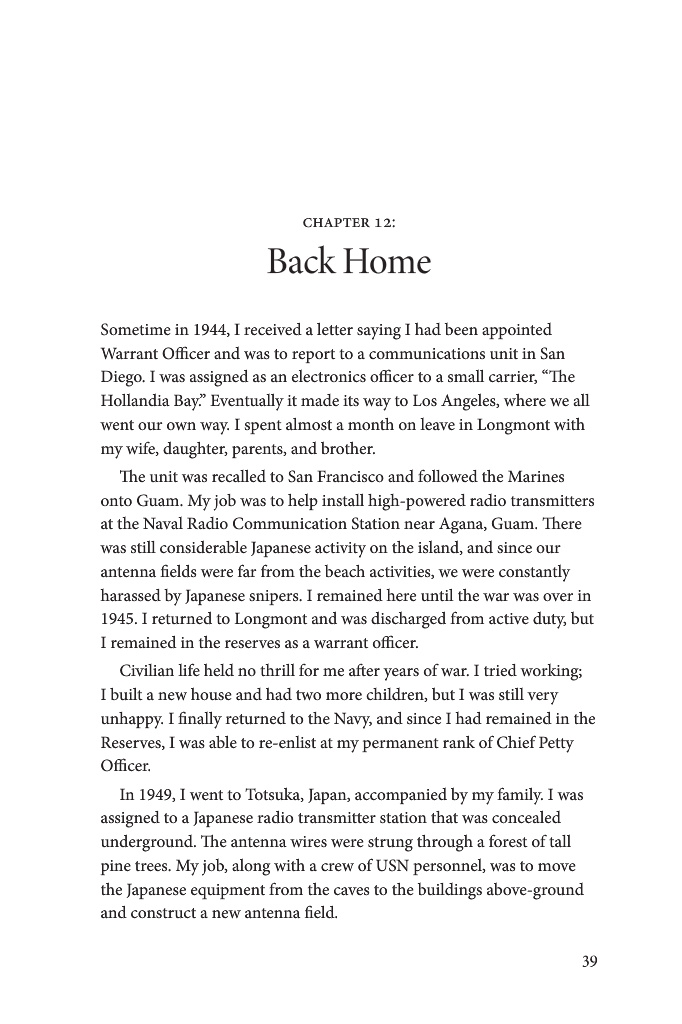 CHAPTER 12:
Back Home
Sometime in 1944, I received a letter saying I had been appointed
Warrant Officer and was to report to a communications unit in San
Diego. I was assigned as an electronics officer to a small carrier, “The
Hollandia Bay.” Eventually it made its way to Los Angeles, where we all
went our own way. I spent almost a month on leave in Longmont with
my wife, daughter, parents, and brother.
The unit was recalled to San Francisco and followed the Marines
onto Guam. My job was to help install high-powered radio transmitters
at the Naval Radio Communication Station near Agana, Guam. There
was still considerable Japanese activity on the island, and since our
antenna fields were far from the beach activities, we were constantly
harassed by Japanese snipers. I remained here until the war was over in
1945. I returned to Longmont and was discharged from active duty, but
I remained in the reserves as a warrant officer.
Civilian life held no thrill for me after years of war. I tried working;
I built a new house and had two more children, but I was still very
unhappy. I finally returned to the Navy, and since I had remained in the
Reserves, I was able to re-enlist at my permanent rank of Chief Petty
Officer.
In 1949, I went to Totsuka, Japan, accompanied by my family. I was
assigned to a Japanese radio transmitter station that was concealed
underground. The antenna wires were strung through a forest of tall
pine trees. My job, along with a crew of USN personnel, was to move
the Japanese equipment from the caves to the buildings above-ground
and construct a new antenna field.
39